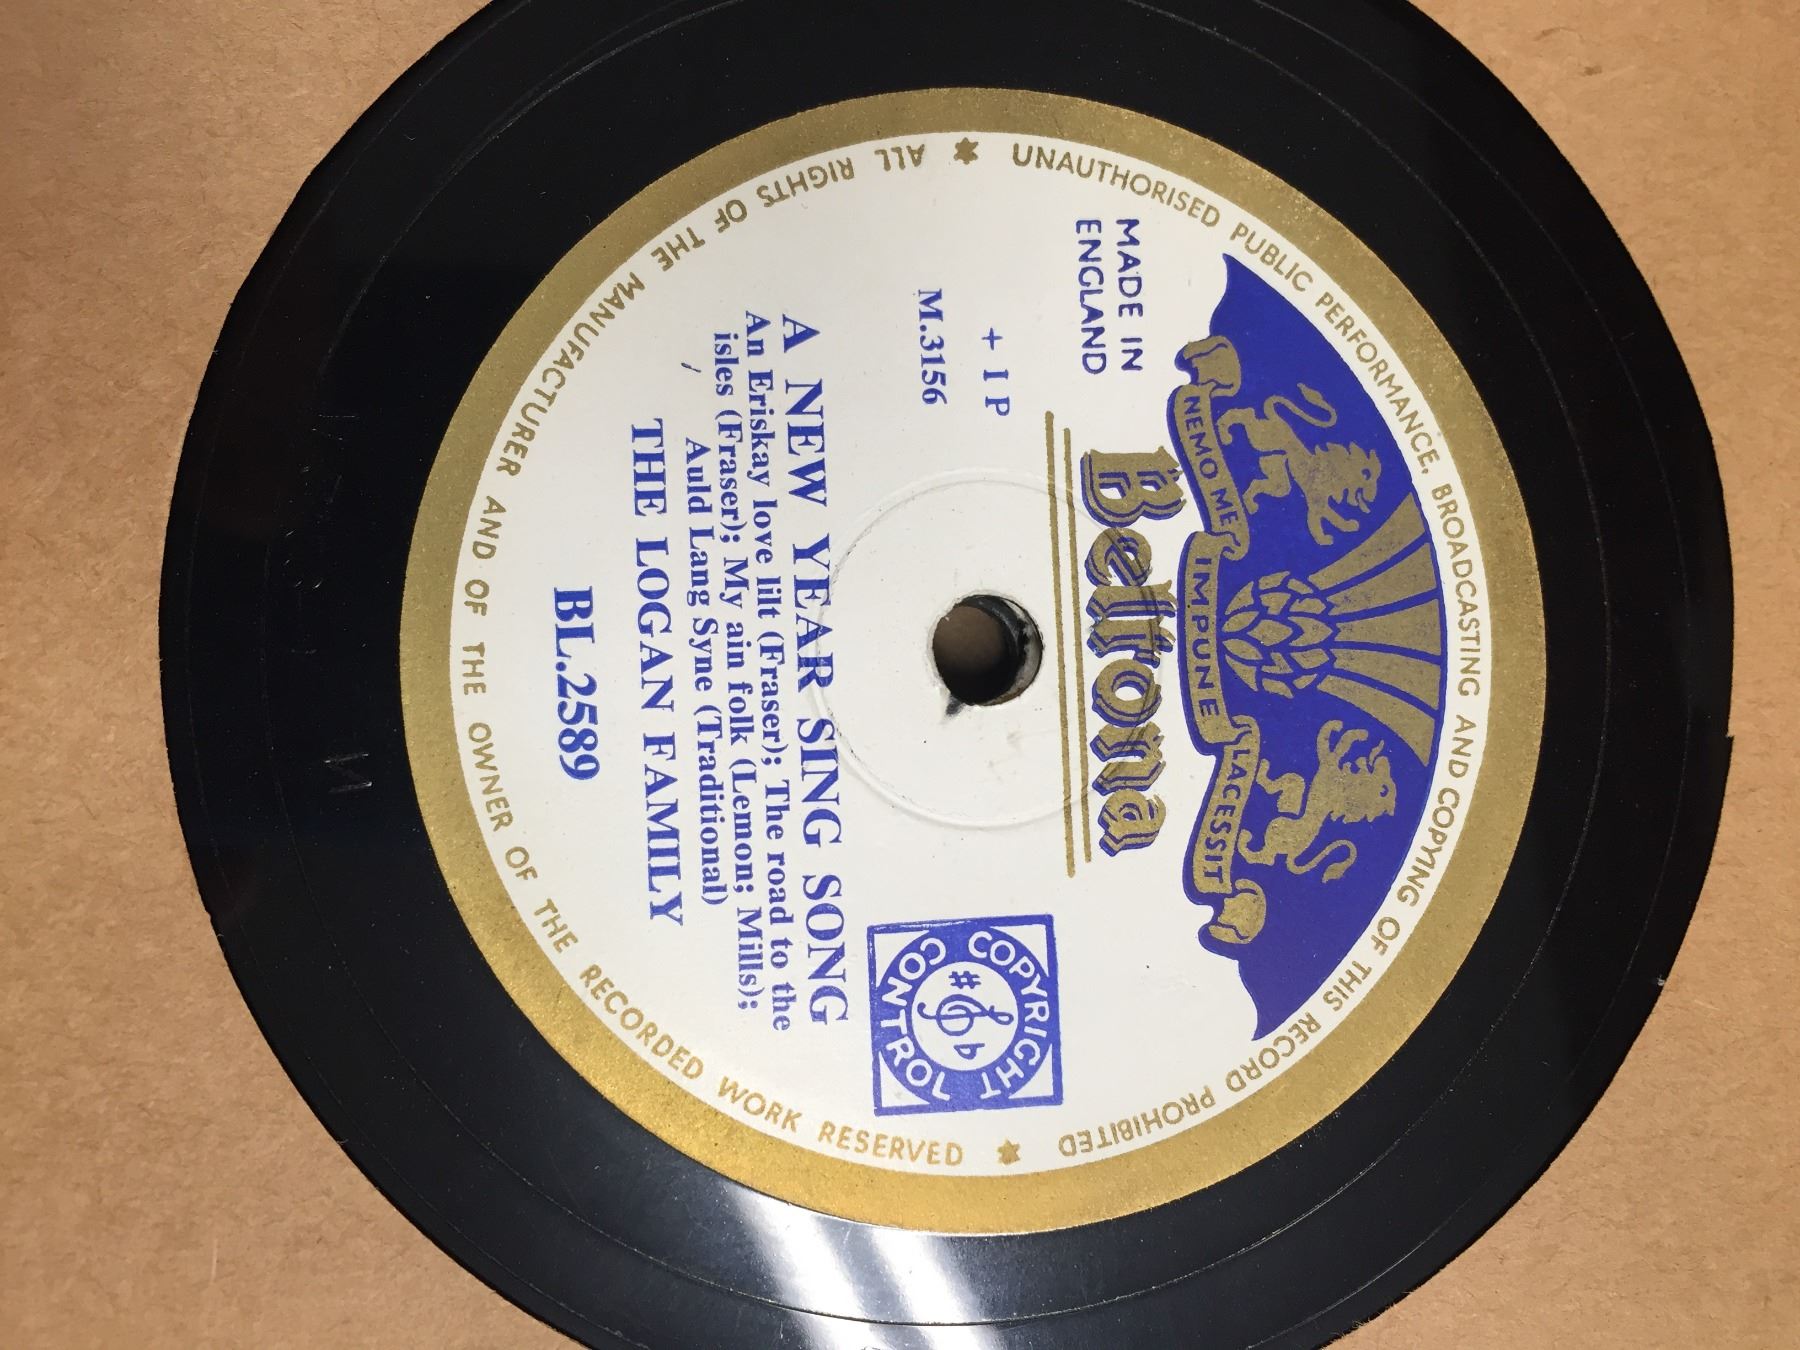 UNAUTHORISED PUBLIC PERFORMANCE, BROADCASTING AND COPYING OF THIS RECORD PROHIBITED
NEMO ME IMPUNE LACESSIT
Beltona
MADE IN
ENGLAND
+ 1 P
M.3156
COPYRIGHT
CONTROL
A NEW YEAR SING SONG
An Eriskay love lilt (Fraser); The road to the
isles (Fraser); My ain folk (Lemon; Mills);
Auld Lang Syne (Traditional)
THE LOGAN FAMILY
BL.2589
ALL RIGHTS OF THE MANUFACTURER AND OF THE OWNER OF THE RECORDED WORK RESERVED